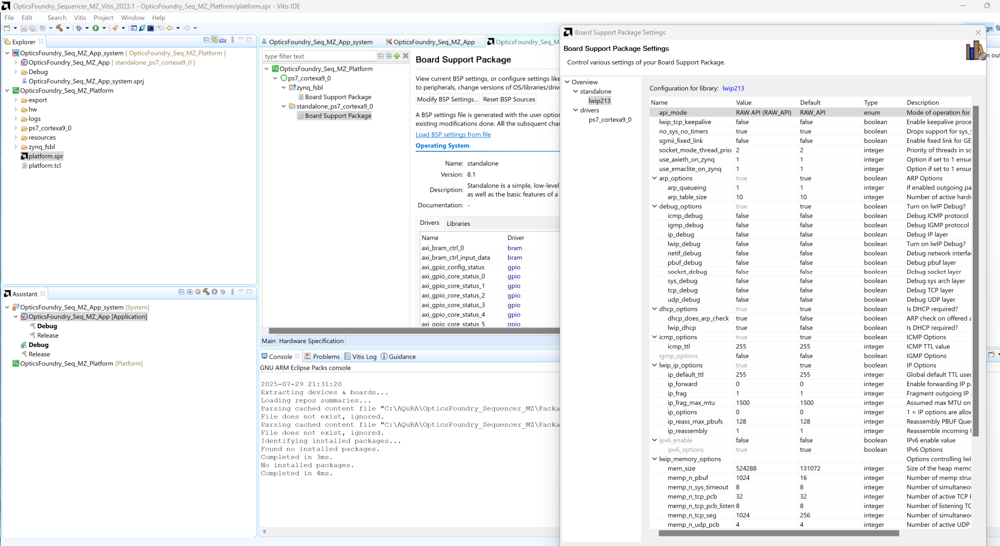 OpticsFoundry_Sequencer_MZ_Vitis_2023.1 - OpticsFoundry_Seq_MZ_Platform/platform.spr - Vitis IDE
File Edit Search Vitis Project Window Help
Explorer
OpticsFoundry_Seq_MZ_App_system [ OpticsFoundry_Seq_MZ_Platform ]
OpticsFoundry_Seq_MZ_App [ standalone_ps7_cortexa9_0 ]
Debug
OpticsFoundry_Seq_MZ_App_system.sprj
OpticsFoundry_Seq_MZ_Platform
export
hw
logs
ps7_cortexa9_0
resources
zynq_fsbl
platform.spr
platform.tcl
Assistant
OpticsFoundry_Seq_MZ_App_system [System]
OpticsFoundry_Seq_MZ_App [Application]
Debug
Release
Debug
Release
OpticsFoundry_Seq_MZ_Platform [Platform]
OpticsFoundry_Seq_MZ_App_system OpticsFoundry_Seq_MZ_App OpticsFoundry_Seq_M
type filter text
OpticsFoundry_Seq_MZ_Platform
ps7_cortexa9_0
zynq_fsbl
Board Support Package
standalone_ps7_cortexa9_0
Board Support Package
Board Support Package
View current BSP settings, or configure settings like
to peripherals, change versions of OS/libraries/drive
Modify BSP Settings... Reset BSP Sources
A BSP settings file is generated with the user option
existing modifications done. All the subsquent char
Load BSP settings from file
Operating System
Name: standalone
Version: 8.1
Description: Standalone is a simple, low-level
as well as the basic features of a
Documentation: -
Drivers Libraries
Name Driver
axi_bram_ctrl_0 bram
axi_bram_ctrl_input_data bram
axi_gpio_config_status gpio
axi_gpio_core_status_0 gpio
axi_gpio_core_status_1 gpio
axi_gpio_core_status_2 gpio
axi_gpio_core_status_3 gpio
axi_gpio_core_status_4 gpio
axi_gpio_core_status_5 gpio
Main Hardware Specification
Console Problems Vitis Log Guidance
GNU ARM Eclipse Packs console
2025-07-29 21:31:20
Extracting devices & boards...
Loading repos summaries...
Parsing cached content file "C:\AQuRA\OpticsFoundry_Sequencer_MZ\Packa
File does not exist, ignored.
Parsing cached content file "C:\AQuRA\OpticsFoundry_Sequencer_MZ\Packa
File does not exist, ignored.
Identifying installed packages...
Found no installed packages.
Completed in 3ms.
No installed packages.
Completed in 4ms.
Board Support Package Settings
Board Support Package Settings
Control various settings of your Board Support Package.
Overview
standalone
lwip213
drivers
ps7_cortexa9_0
Configuration for library: lwip213
Name Value Default Type Description
api_mode RAW API (RAW_API) RAW_API enum Mode of operation for
lwip_tcp_keepalive false false boolean Enable keepalive proce
no_sys_no_timers true true boolean Drops support for sys_t
sgmii_fixed_link false false boolean Enable fixed link for GE
socket_mode_thread_prio 2 2 integer Priority of threads in so
use_axieth_on_zynq 1 1 integer Option if set to 1 ensur
use_emaclite_on_zynq 1 1 integer Option if set to 1 ensur
arp_options true true boolean ARP Options
arp_queueing 1 1 integer If enabled outgoing pa
arp_table_size 10 10 integer Number of active hardw
debug_options true true boolean Turn on lwIP Debug?
icmp_debug false false boolean Debug ICMP protocol
igmp_debug false false boolean Debug IGMP protocol
ip_debug false false boolean Debug IP layer
lwip_debug false false boolean Turn on lwIP Debug?
netif_debug false false boolean Debug network interfa
pbuf_debug false false boolean Debug pbuf layer
socket_debug false false boolean Debug socket layer
sys_debug false false boolean Debug sys arch layer
tcp_debug false false boolean Debug TCP layer
udp_debug false false boolean Debug UDP layer
dhcp_options true true boolean Is DHCP required?
dhcp_does_arp_check true false boolean ARP check on offered a
lwip_dhcp true false boolean Is DHCP required?
icmp_options true true boolean ICMP Options
icmp_ttl 255 255 integer ICMP TTL value
igmp_options false false boolean IGMP Options
lwip_ip_options true true boolean IP Options
ip_default_ttl 255 255 integer Global default TTL used
ip_forward 0 0 integer Enable forwarding IP p
ip_frag 1 1 integer Fragment outgoing IP
ip_frag_max_mtu 1500 1500 integer Assumed max MTU on
ip_options 0 0 integer 1 = IP options are allow
ip_reass_max_pbufs 128 128 integer Reassembly PBUF Que
ip_reassembly 1 1 integer Reassemble incoming f
ipv6_enable false false boolean IPv6 enable value
ipv6_options true true boolean IPv6 Options
lwip_memory_options Options controlling lwI
mem_size 524288 131072 integer Size of the heap memo
memp_n_pbuf 1024 16 integer Number of memp struc
memp_n_sys_timeout 8 8 integer Number of simultaneou
memp_n_tcp_pcb 32 32 integer Number of active TCP P
memp_n_tcp_pcb_listen 8 8 integer Number of listening TC
memp_n_tcp_seg 1024 256 integer Number of simultaneou
memp_n_udp_pcb 4 4 integer Number of active UDP